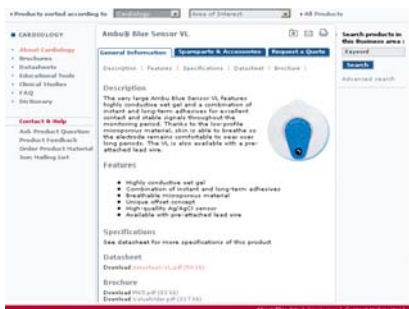 Products sorted according to
Cardiology
Area of Interest
All Products
CARDIOLOGY
About Cardiology
Brochures
Datasheets
Educational Tools
Clinical Studies
FAQ
Dictionary
Contact & Help
Ask Product Question
Product Feedback
Order Product Material
Join Mailing List
Ambu® Blue Sensor VL
General Information
Spareparts & Accessories
Request a Quote
Description | Features | Specifications | Datasheet | Brochure |
Description
The very large Ambu Blue Sensor VL features
highly conductive wet gel and a combination of
instant and long-term adhesives for excellent
contact and stable signals throughout the
monitoring period. Thanks to the low-profile
microporous material, skin is able to breathe so
the electrode remains comfortable to wear over
long periods. The VL is also available with a pre-
attached lead wire.
Features
Highly conductive wet gel
Combination of instant and long-term adhesives
Breathable microporous material
Unique offset concept
High-quality Ag/AgCl sensor
Available with pre-attached lead wire
Specifications
See datasheet for more specifications of this product
Datasheet
Download
Brochure
Download
Download
Search products in
this Business area :
Keyword
Search
Advanced search